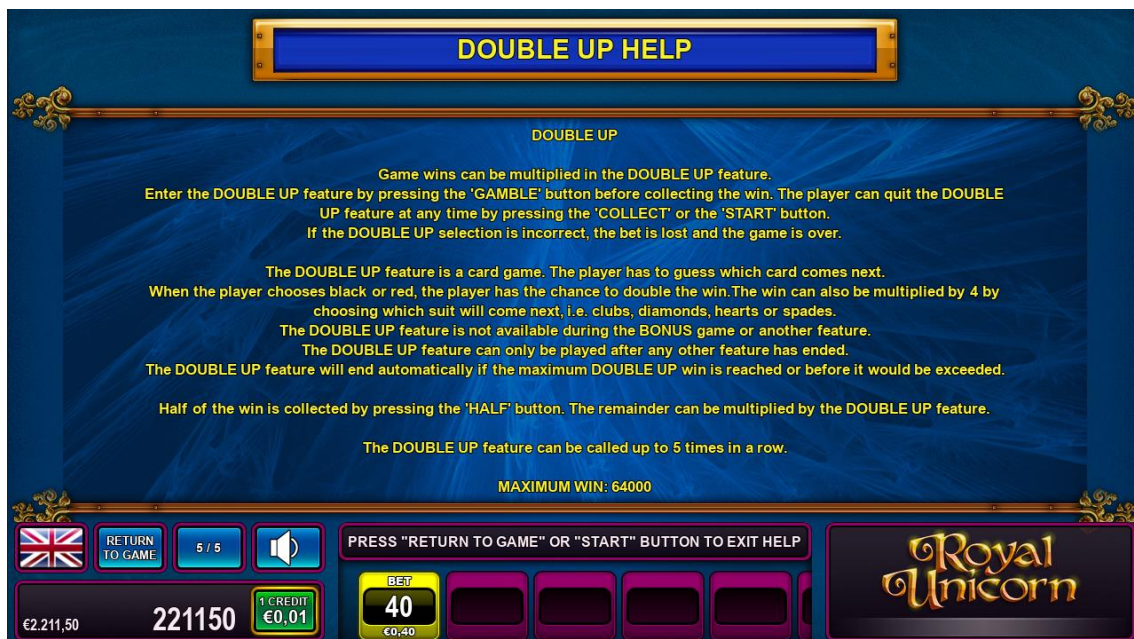 DOUBLE UP HELP
DOUBLE UP
Game wins can be multiplied in the DOUBLE UP feature.
Enter the DOUBLE UP feature by pressing the 'GAMBLE' button before collecting the win. The player can quit the DOUBLE
UP feature at any time by pressing the 'COLLECT' or the 'START' button.
If the DOUBLE UP selection is incorrect, the bet is lost and the game is over.
The DOUBLE UP feature is a card game. The player has to guess which card comes next.
When the player chooses black or red, the player has the chance to double the win.The win can also be multiplied by 4 by
choosing which suit will come next, i.e. clubs, diamonds, hearts or spades.
The DOUBLE UP feature is not available during the BONUS game or another feature.
The DOUBLE UP feature can only be played after any other feature has ended.
The DOUBLE UP feature will end automatically if the maximum DOUBLE UP win is reached or before it would be exceeded.
Half of the win is collected by pressing the 'HALF' button. The remainder can be multiplied by the DOUBLE UP feature.
The DOUBLE UP feature can be called up to 5 times in a row.
MAXIMUM WIN: 64000
RETURN
TO GAME
5 / 5
PRESS "RETURN TO GAME" OR "START" BUTTON TO EXIT HELP
Royal
Unicorn
€2.211,50
221150
1 CREDIT
€0,01
BET
40
€0,40